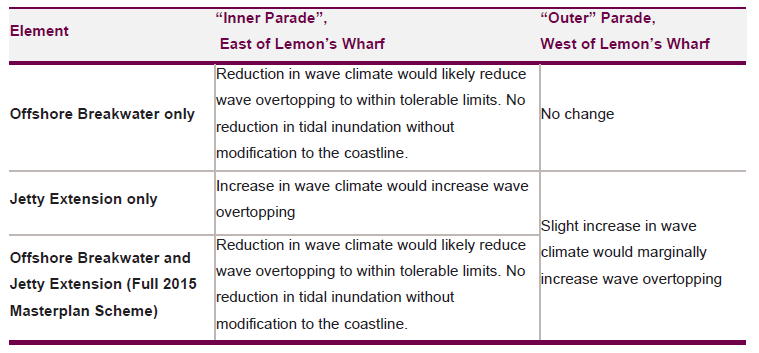 Element
“Inner Parade”,
East of Lemon’s Wharf
“Outer” Parade,
West of Lemon’s Wharf
Offshore Breakwater only
Reduction in wave climate would likely reduce
wave overtopping to within tolerable limits. No
reduction in tidal inundation without
modification to the coastline.
No change
Jetty Extension only
Increase in wave climate would increase wave
overtopping
Slight increase in wave
climate would marginally
increase wave overtopping
Offshore Breakwater and
Jetty Extension (Full 2015
Masterplan Scheme)
Reduction in wave climate would likely reduce
wave overtopping to within tolerable limits. No
reduction in tidal inundation without
modification to the coastline.